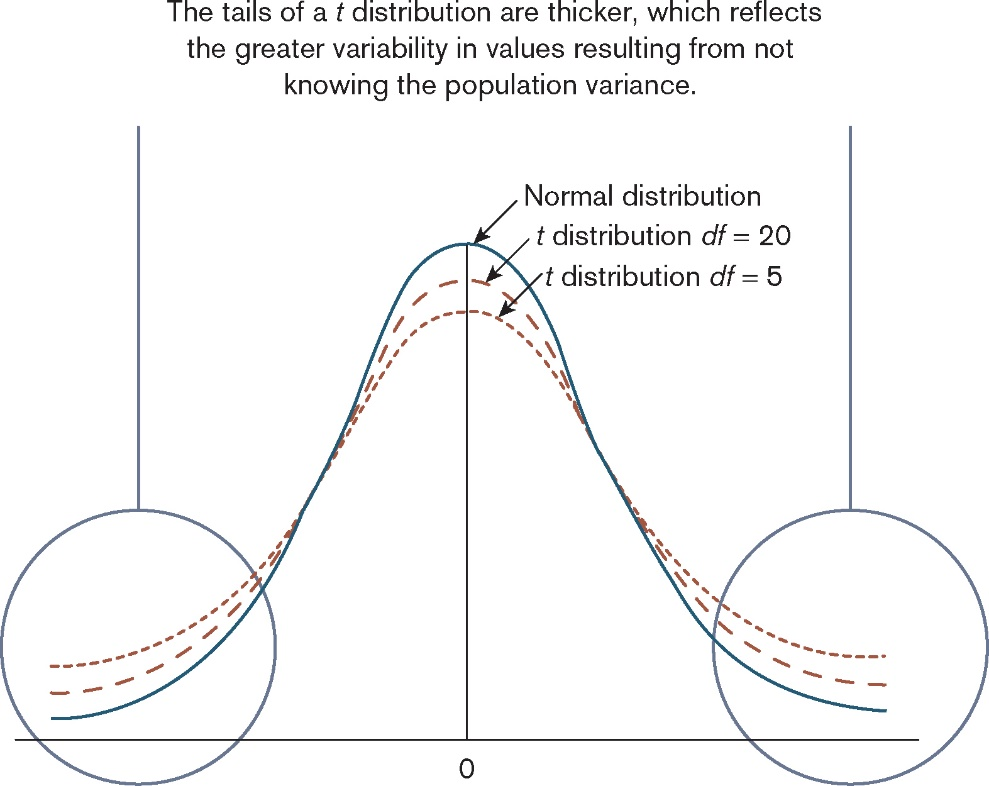 The tails of a t distribution are thicker, which reflects
the greater variability in values resulting from not
knowing the population variance.
Normal distribution
t distribution df = 20
t distribution df = 5
0